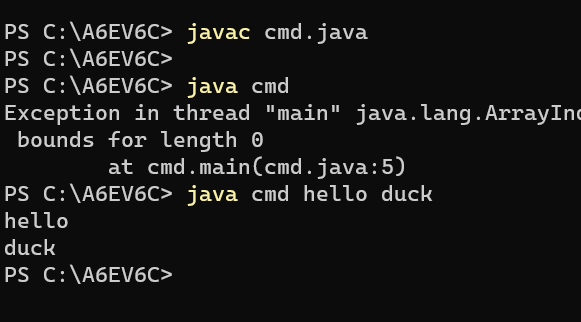 PS C:\A6EV6C> javac cmd.java
PS C:\A6EV6C>
PS C:\A6EV6C> java cmd
Exception in thread "main" java.lang.ArrayInd
bounds for length 0
at cmd.main(cmd.java:5)
PS C:\A6EV6C> java cmd hello duck
hello
duck
PS C:\A6EV6C>